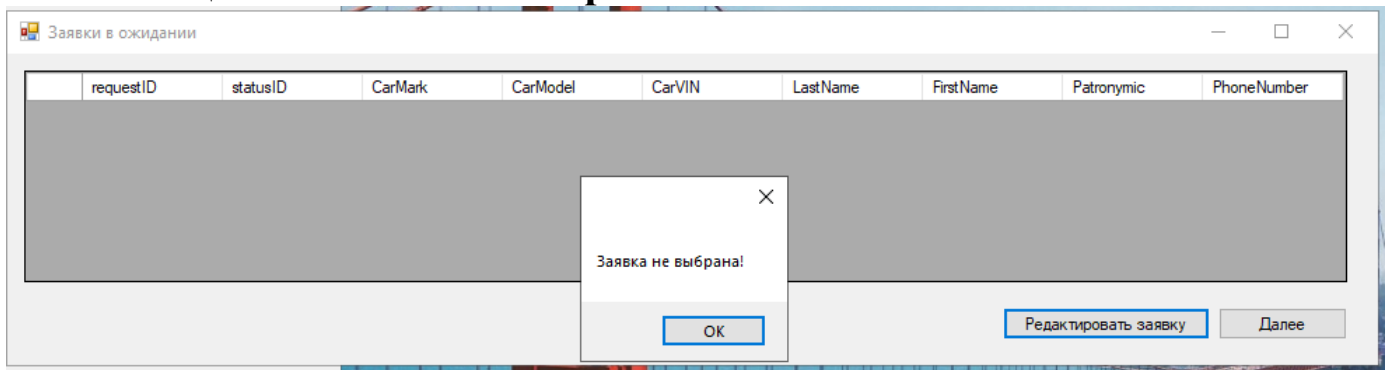 Заявки в ожидании
requestID statusID CarMark CarModel CarVIN LastName FirstName Patronymic PhoneNumber
Заявка не выбрана!
OK
Редактировать заявку Далее